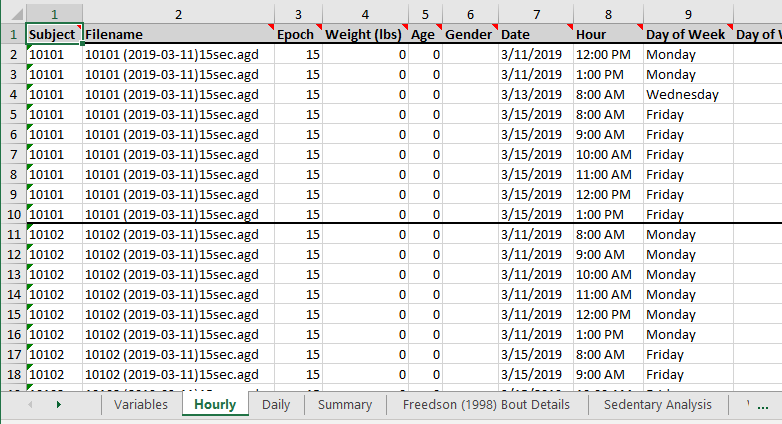 1 2 3 4 5 6 7 8 9
1 Subject Filename Epoch Weight (lbs) Age Gender Date Hour Day of Week Day of
2 10101 10101 (2019-03-11)15sec.agd 15 0 0 3/11/2019 12:00 PM Monday
3 10101 10101 (2019-03-11)15sec.agd 15 0 0 3/11/2019 1:00 PM Monday
4 10101 10101 (2019-03-11)15sec.agd 15 0 0 3/13/2019 8:00 AM Wednesday
5 10101 10101 (2019-03-11)15sec.agd 15 0 0 3/15/2019 8:00 AM Friday
6 10101 10101 (2019-03-11)15sec.agd 15 0 0 3/15/2019 9:00 AM Friday
7 10101 10101 (2019-03-11)15sec.agd 15 0 0 3/15/2019 10:00 AM Friday
8 10101 10101 (2019-03-11)15sec.agd 15 0 0 3/15/2019 11:00 AM Friday
9 10101 10101 (2019-03-11)15sec.agd 15 0 0 3/15/2019 12:00 PM Friday
10 10101 10101 (2019-03-11)15sec.agd 15 0 0 3/15/2019 1:00 PM Friday
11 10102 10102 (2019-03-11)15sec.agd 15 0 0 3/11/2019 8:00 AM Monday
12 10102 10102 (2019-03-11)15sec.agd 15 0 0 3/11/2019 9:00 AM Monday
13 10102 10102 (2019-03-11)15sec.agd 15 0 0 3/11/2019 10:00 AM Monday
14 10102 10102 (2019-03-11)15sec.agd 15 0 0 3/11/2019 11:00 AM Monday
15 10102 10102 (2019-03-11)15sec.agd 15 0 0 3/11/2019 12:00 PM Monday
16 10102 10102 (2019-03-11)15sec.agd 15 0 0 3/11/2019 1:00 PM Monday
17 10102 10102 (2019-03-11)15sec.agd 15 0 0 3/15/2019 8:00 AM Friday
18 10102 10102 (2019-03-11)15sec.agd 15 0 0 3/15/2019 9:00 AM Friday
Variables Hourly Daily Summary Freedson (1998) Bout Details Sedentary Analysis ...